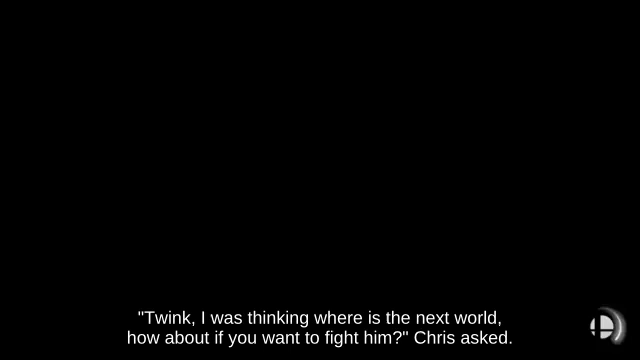 "Twink, I was thinking where is the next world,
how about if you want to fight him?" Chris asked.